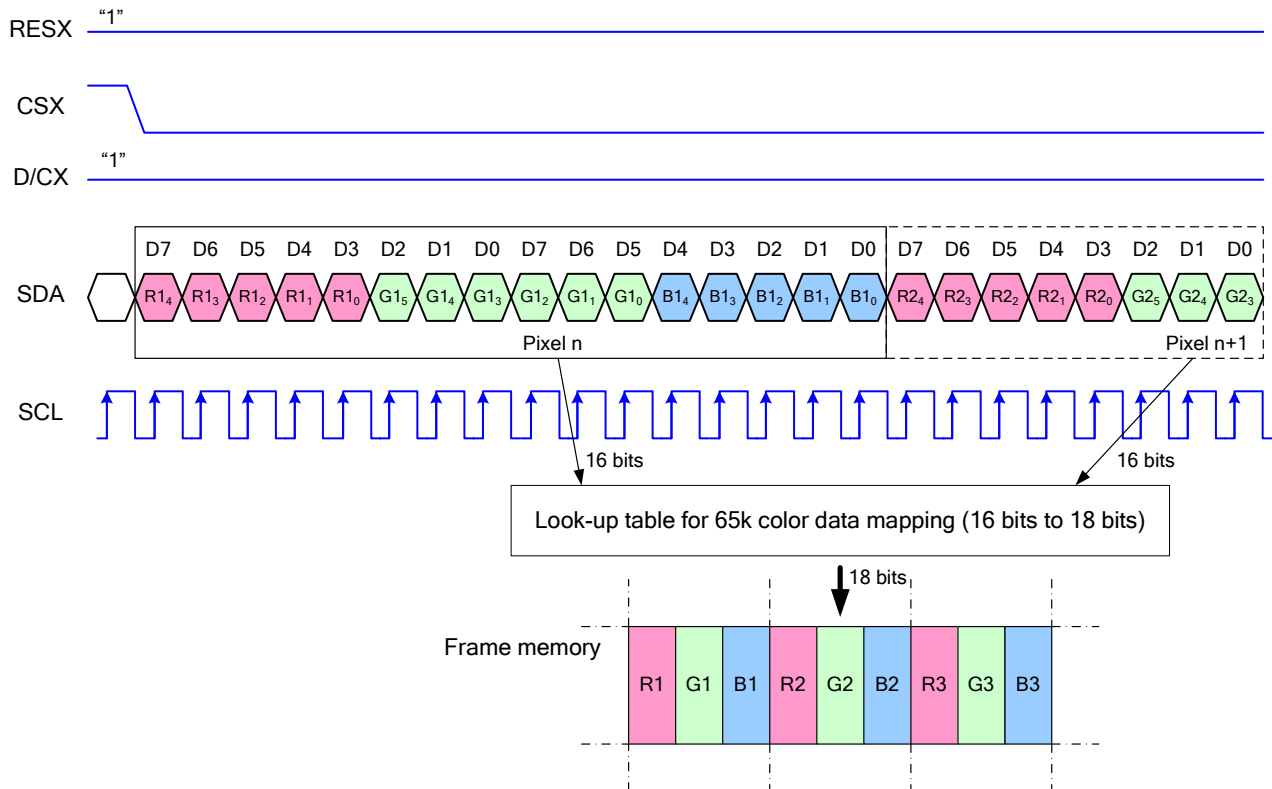 RESX “1”
CSX
D/CX “1”
D7 D6 D5 D4 D3 D2 D1 D0 D7 D6 D5 D4 D3 D2 D1 D0 D7 D6 D5 D4 D3 D2 D1 D0
SDA R1₄ R1₃ R1₂ R1₁ R1₀ G1₅ G1₄ G1₃ G1₂ G1₁ G1₀ B1₄ B1₃ B1₂ B1₁ B1₀ R2₄ R2₃ R2₂ R2₁ R2₀ G2₅ G2₄ G2₃
Pixel n Pixel n+1
SCL
16 bits 16 bits
Look-up table for 65k color data mapping (16 bits to 18 bits)
18 bits
Frame memory
R1 G1 B1 R2 G2 B2 R3 G3 B3